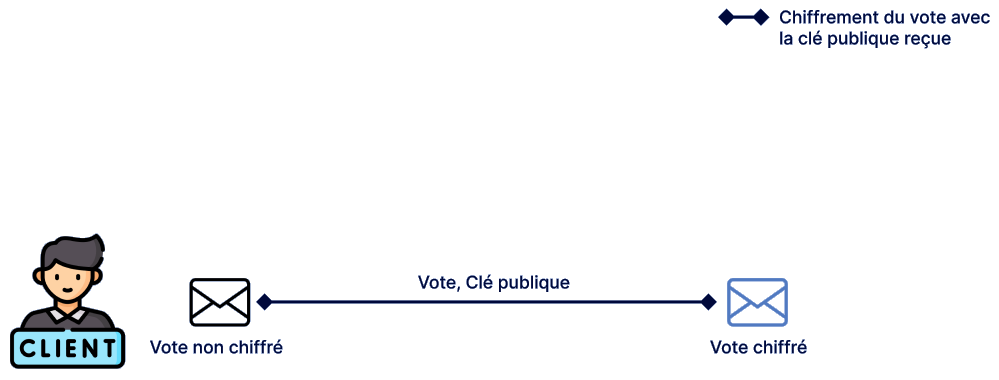 Chiffrement du vote avec
la clé publique reçue
Vote, Clé publique
CLIENT
Vote non chiffré
Vote chiffré